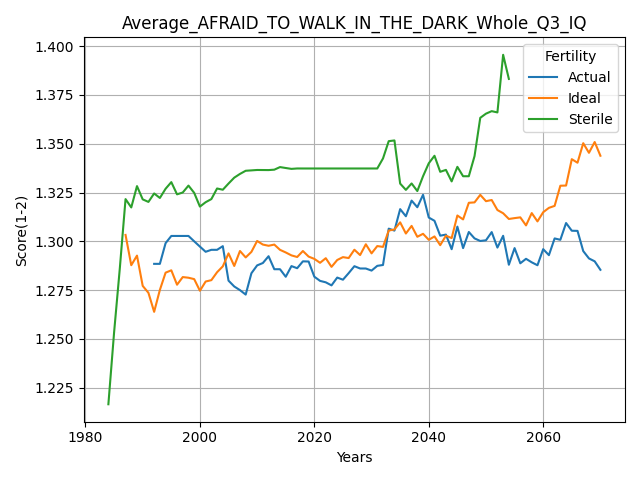 Average_AFRAID_TO_WALK_IN_THE_DARK_Whole_Q3_IQ
Score(1-2)
1.400
1.375
1.350
1.325
1.300
1.275
1.250
1.225
Fertility
Actual
Ideal
Sterile
1980
2000
2020
2040
2060
Years